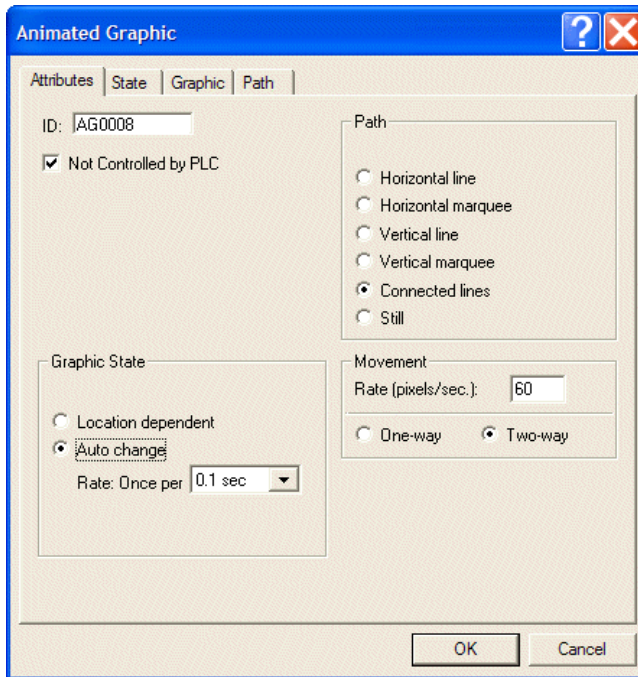 Animated Graphic
Attributes State Graphic Path
ID: AG0008
Not Controlled by PLC
Path
Horizontal line
Horizontal marquee
Vertical line
Vertical marquee
Connected lines
Still
Graphic State
Location dependent
Auto change
Rate: Once per 0.1 sec
Movement
Rate (pixels/sec.): 60
One-way Two-way
OK Cancel